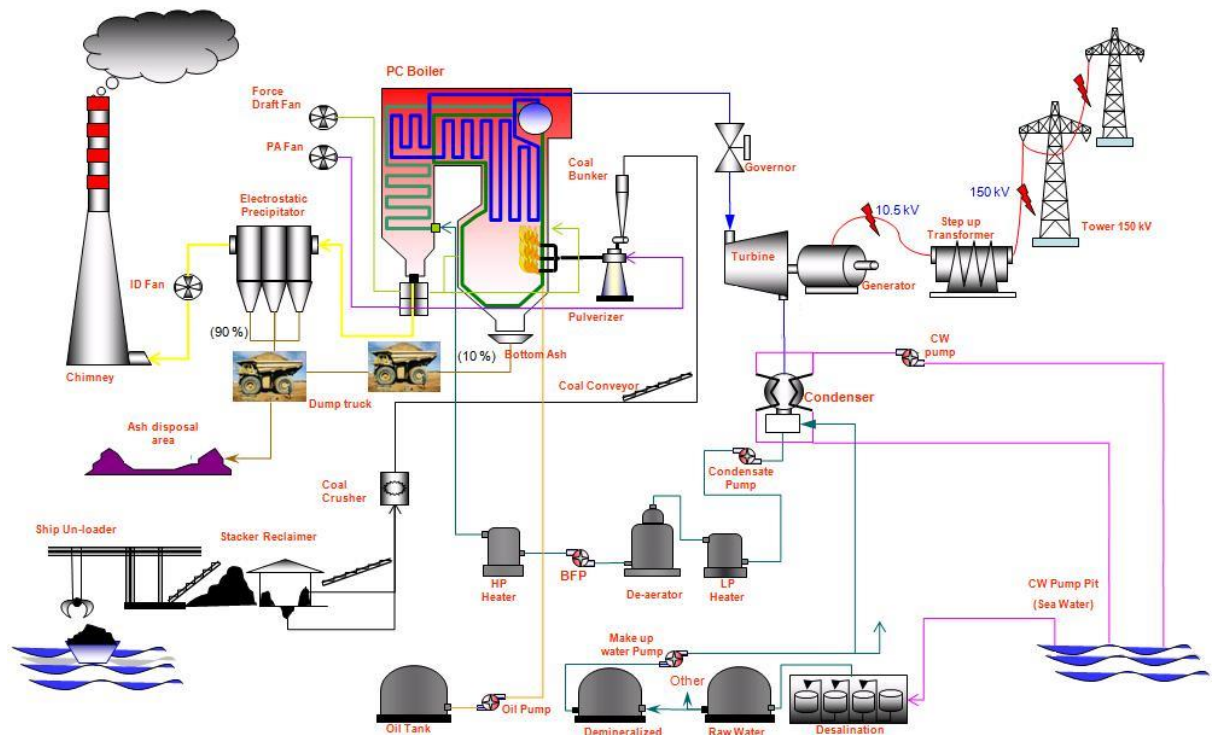 PC Boiler
Force
Draft Fan
PA Fan
Coal
Bunker
Governor
150 kV
10.5 kV
Step up
Transformer
Tower 150 kV
Electrostatic
Precipitator
Turbine
Generator
ID Fan
Pulverizer
(90 %)
(10 %)
Bottom Ash
CW
pump
Chimney
Dump truck
Coal Conveyor
Condenser
Ash disposal
area
Condensate
Pump
Coal
Crusher
Ship Un-loader
Stacker Reclaimer
HP
Heater
BFP
De-aerator
LP
Heater
CW Pump Pit
(Sea Water)
Make up
water Pump
Other
Oil Tank
Oil Pump
Demineralized
Raw Water
Desalination